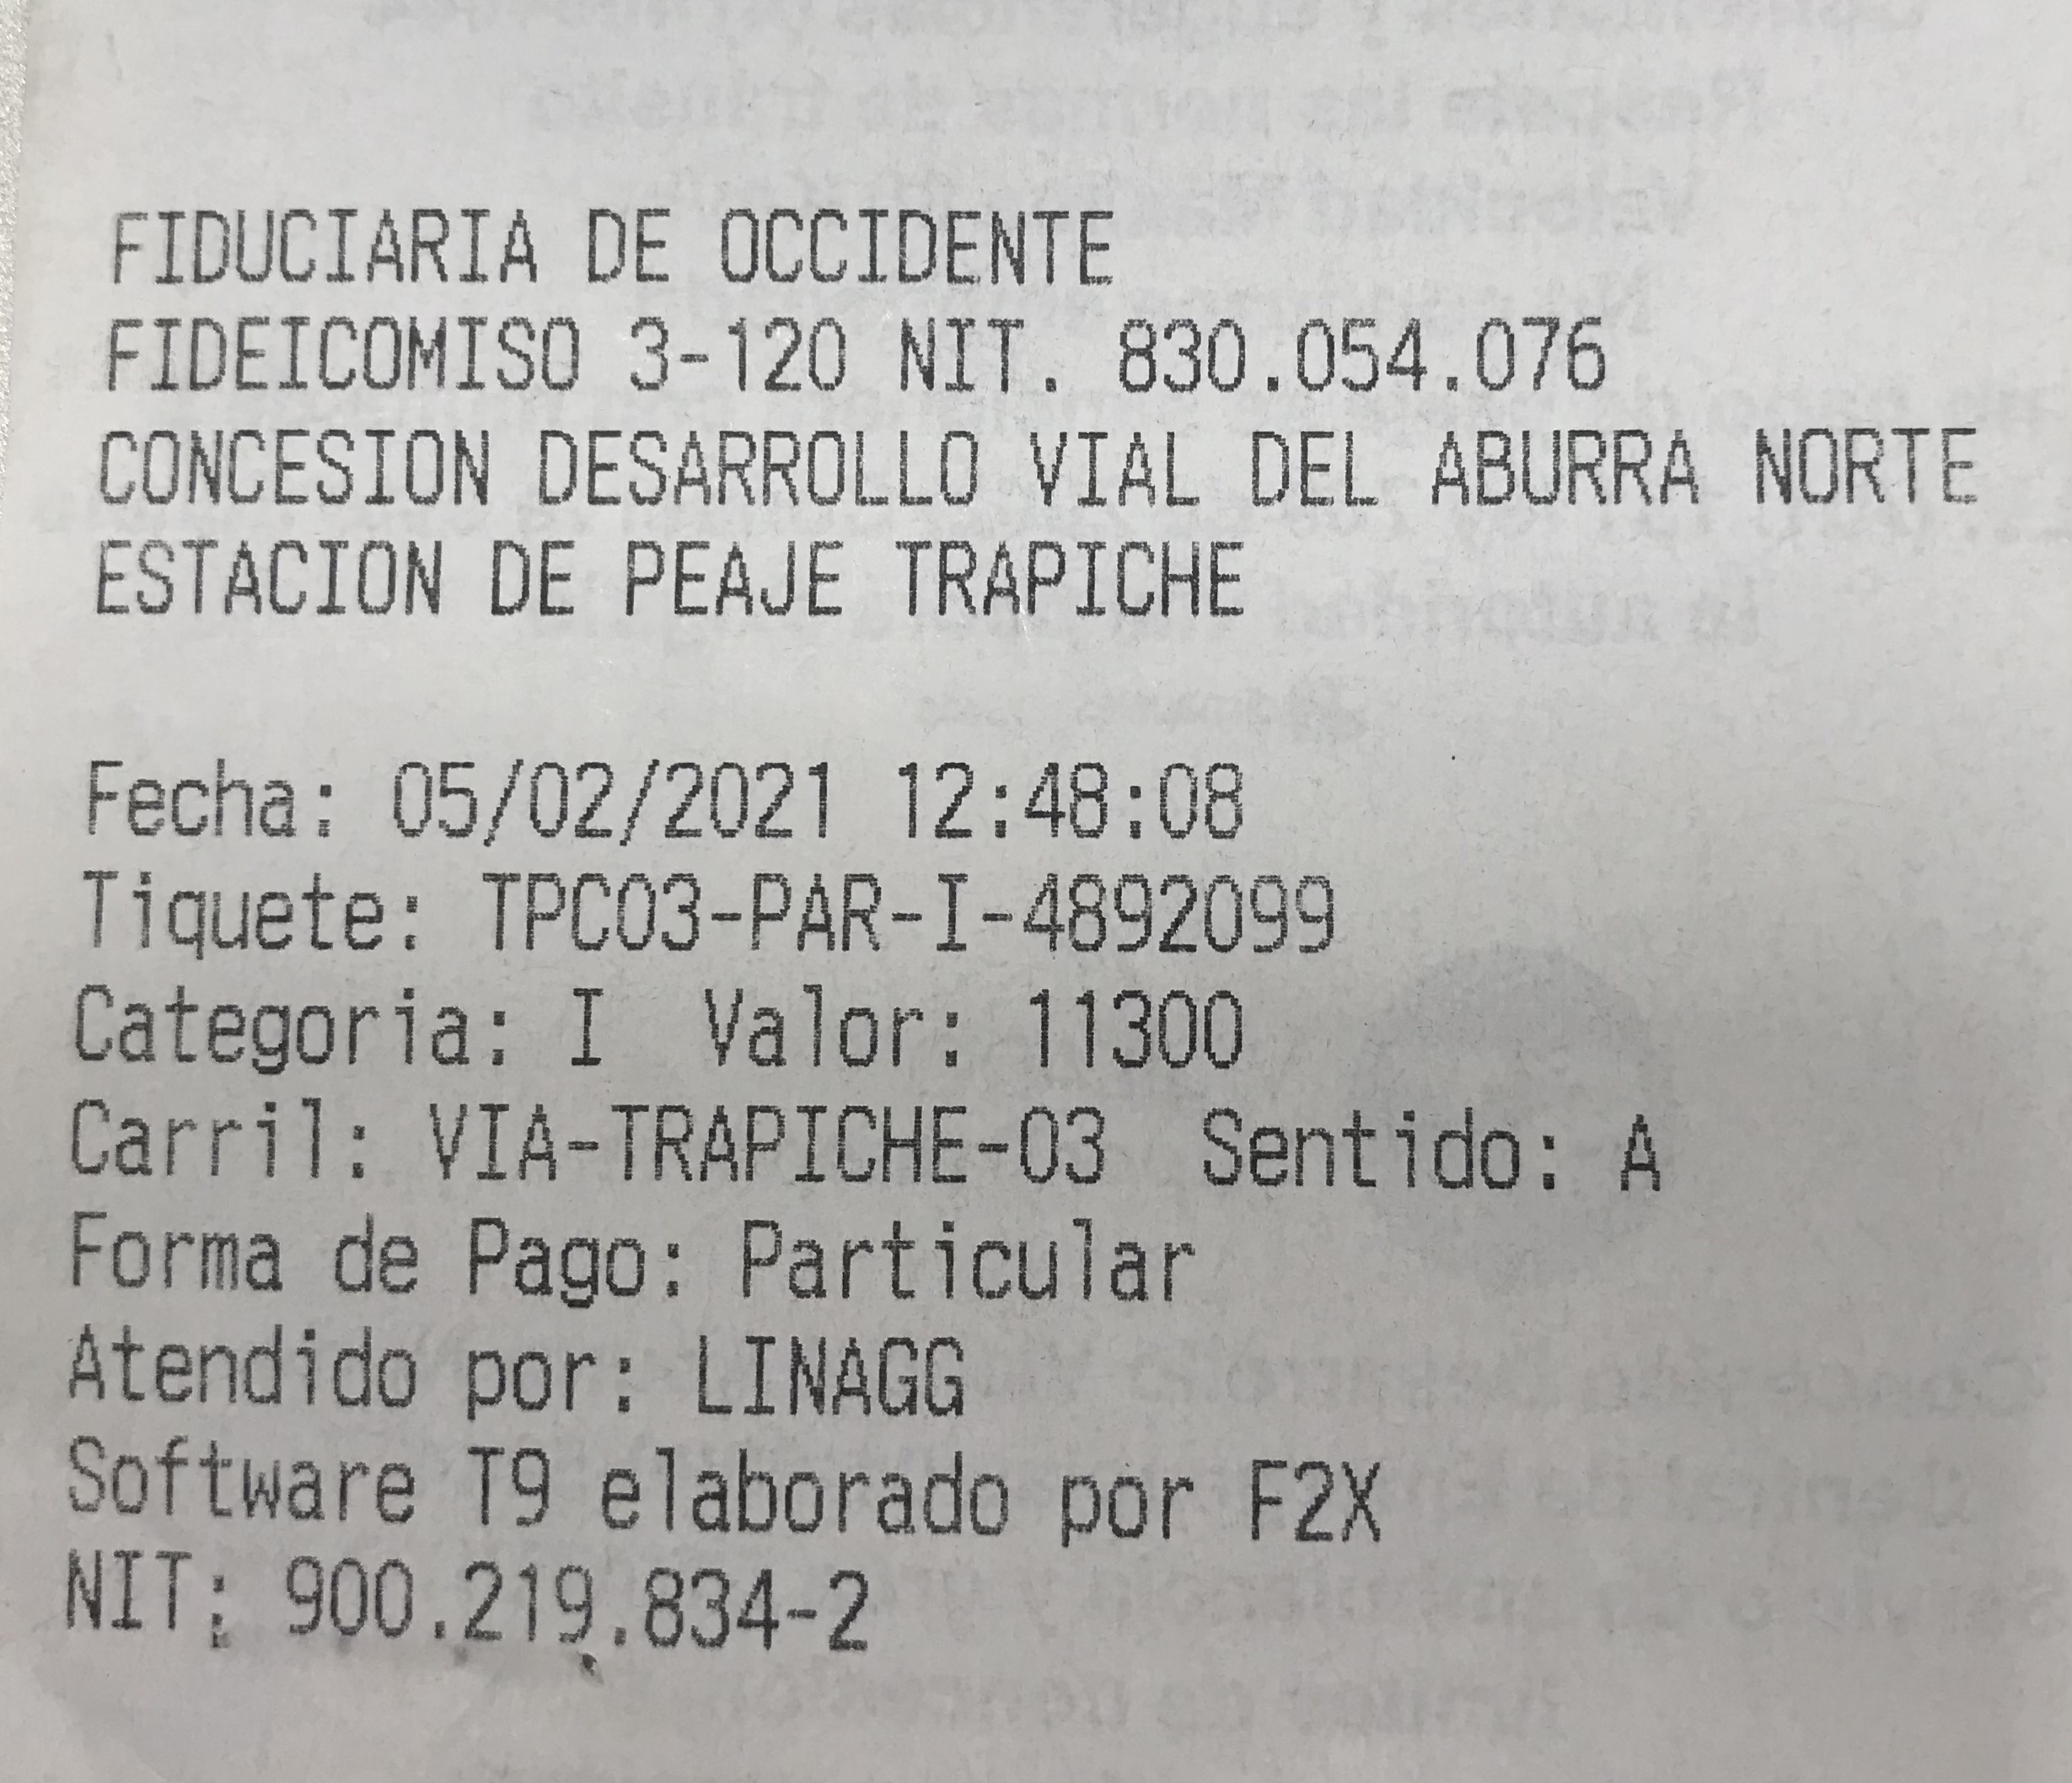 FIDUCIARIA DE OCCIDENTE
FIDEICOMISO 3-120 NIT. 830.054.076
CONCESION DESARROLLO VIAL DEL ABURRA NORTE
ESTACION DE PEAJE TRAPICHE
Fecha: 05/02/2021 12:48:08
Tiquete: TPC03-PAR-I-4892099
Categoria: I Valor: 11300
Carril: VIA-TRAPICHE-03 Sentido: A
Forma de Pago: Particular
Atendido por: LINAGG
Software T9 elaborado por F2X
NIT: 900.219.834-2